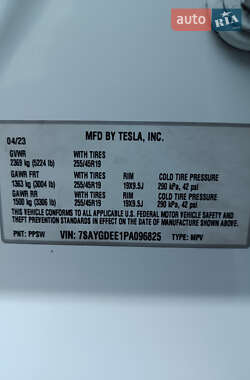 auto RIA
MFD BY TESLA, INC.
04/23
GVWR WITH TIRES
2369 kg (5224 lb) 255/45R19
GAWR FRT WITH TIRES RIM COLD TIRE PRESSURE
1363 kg (3004 lb) 255/45R19 19X9.5J 290 kPa, 42 psi
GAWR RR WITH TIRES RIM COLD TIRE PRESSURE
1500 kg (3306 lb) 255/45R19 19X9.5J 290 kPa, 42 psi
THIS VEHICLE CONFORMS TO ALL APPLICABLE U.S. FEDERAL MOTOR VEHICLE SAFETY AND
THEFT PREVENTION STANDARDS IN EFFECT ON THE DATE OF MANUFACTURE SHOWN ABOVE.
PNT: PPSW VIN: 7SAYGDEE1PA096825 TYPE: MPV